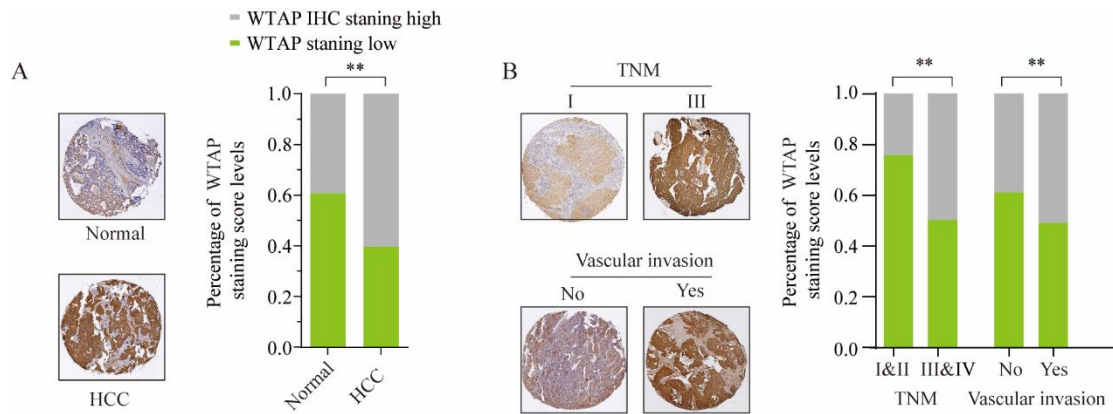 WTAP IHC staning high
WTAP staning low
A
Normal
HCC
**
Percentage of WTAP
staining score levels
1.0
0.8
0.6
0.4
0.2
0.0
Normal
HCC
B
TNM
I III
Vascular invasion
No Yes
** **
Percentage of WTAP
staining score levels
1.0
0.8
0.6
0.4
0.2
0.0
I&II III&IV No Yes
TNM Vascular invasion